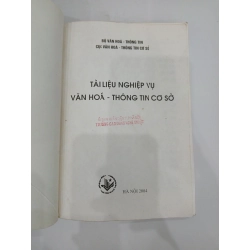 BỘ VĂN HOÁ - THÔNG TIN
CỤC VĂN HOÁ - THÔNG TIN CƠ SỞ
TÀI LIỆU NGHIỆP VỤ
VĂN HOÁ - THÔNG TIN CƠ SỞ
HÀ NỘI 2004